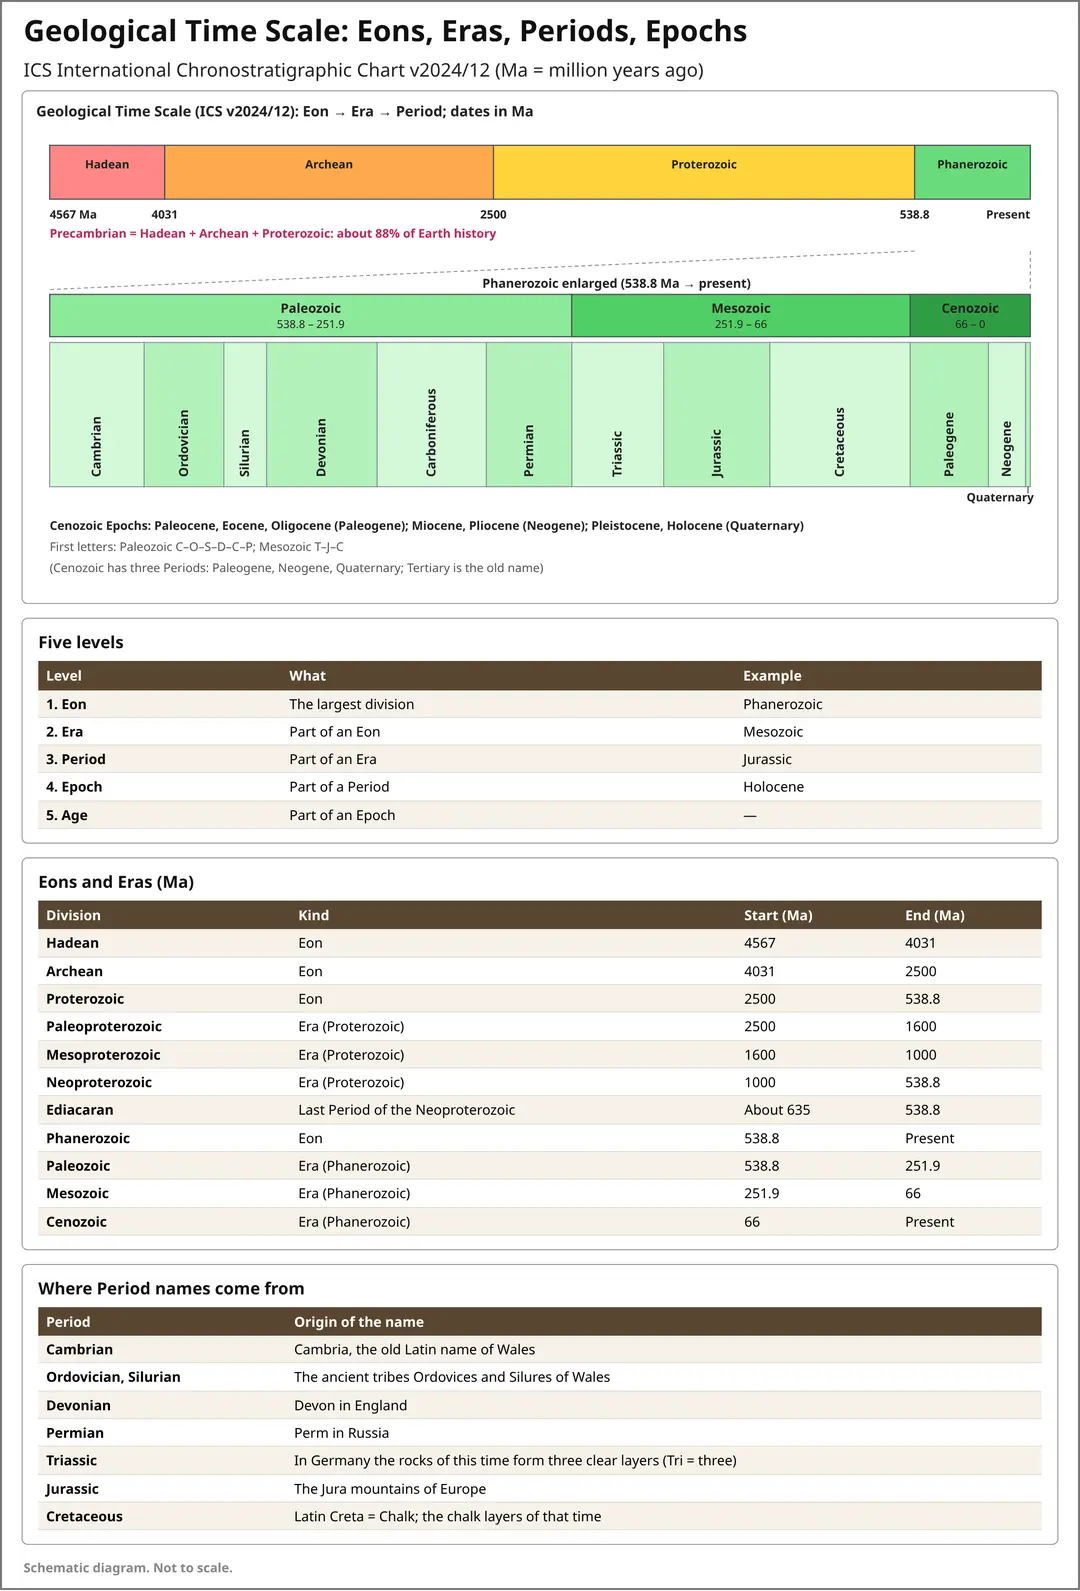 Geological Time Scale: Eons, Eras, Periods, Epochs
ICS International Chronostratigraphic Chart v2024/12 (Ma = million years ago)
Geological Time Scale (ICS v2024/12): Eon → Era → Period; dates in Ma
Hadean Archean Proterozoic Phanerozoic
4567 Ma 4031 2500 538.8 Present
Precambrian = Hadean + Archean + Proterozoic: about 88% of Earth history
Phanerozoic enlarged (538.8 Ma → present)
Paleozoic Mesozoic Cenozoic
538.8 – 251.9 251.9 – 66 66 – 0
Cambrian
Ordovician
Silurian
Devonian
Carboniferous
Permian
Triassic
Jurassic
Cretaceous
Paleogene
Neogene
Quaternary
Cenozoic Epochs: Paleocene, Eocene, Oligocene (Paleogene); Miocene, Pliocene (Neogene); Pleistocene, Holocene (Quaternary)
First letters: Paleozoic C–O–S–D–C–P; Mesozoic T–J–C
(Cenozoic has three Periods: Paleogene, Neogene, Quaternary; Tertiary is the old name)
Five levels
Level What Example
1. Eon The largest division Phanerozoic
2. Era Part of an Eon Mesozoic
3. Period Part of an Era Jurassic
4. Epoch Part of a Period Holocene
5. Age Part of an Epoch —
Eons and Eras (Ma)
Division Kind Start (Ma) End (Ma)
Hadean Eon 4567 4031
Archean Eon 4031 2500
Proterozoic Eon 2500 538.8
Paleoproterozoic Era (Proterozoic) 2500 1600
Mesoproterozoic Era (Proterozoic) 1600 1000
Neoproterozoic Era (Proterozoic) 1000 538.8
Ediacaran Last Period of the Neoproterozoic About 635 538.8
Phanerozoic Eon 538.8 Present
Paleozoic Era (Phanerozoic) 538.8 251.9
Mesozoic Era (Phanerozoic) 251.9 66
Cenozoic Era (Phanerozoic) 66 Present
Where Period names come from
Period Origin of the name
Cambrian Cambria, the old Latin name of Wales
Ordovician, Silurian The ancient tribes Ordovices and Silures of Wales
Devonian Devon in England
Permian Perm in Russia
Triassic In Germany the rocks of this time form three clear layers (Tri = three)
Jurassic The Jura mountains of Europe
Cretaceous Latin Creta = Chalk; the chalk layers of that time
Schematic diagram. Not to scale.